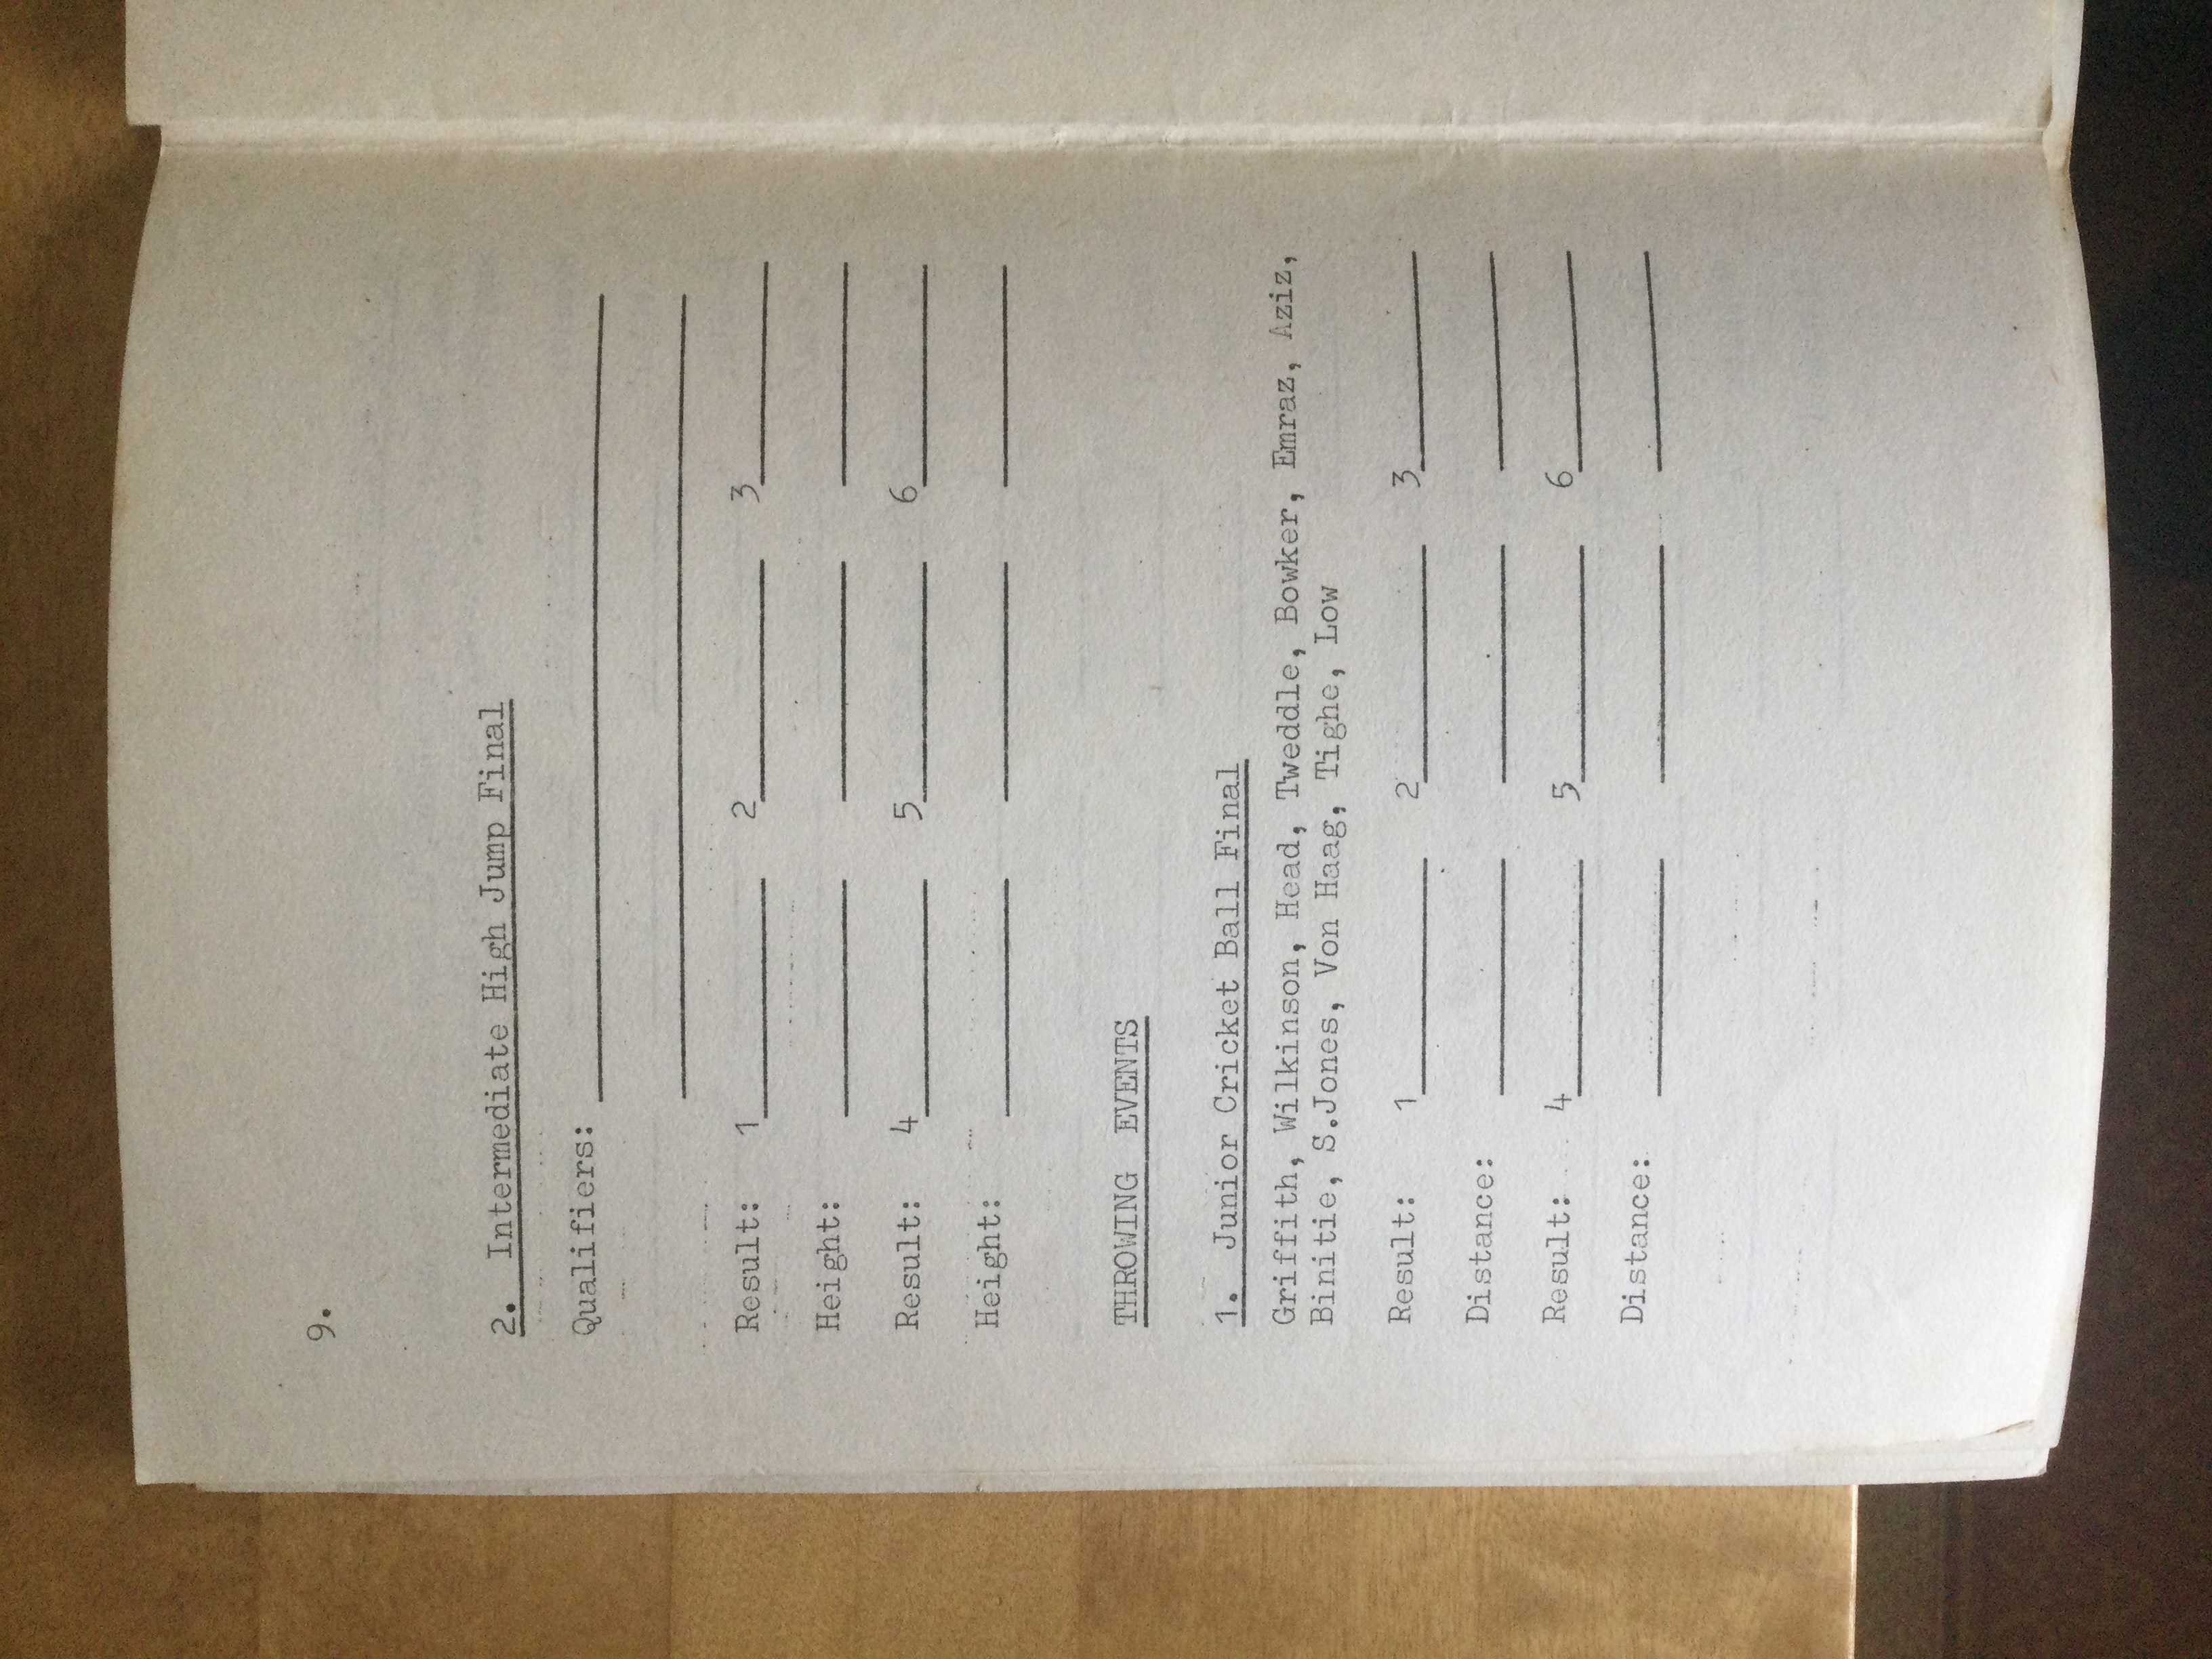 9.
2. Intermediate High Jump Final
Qualifiers:
Result: 1 2 3
Height:
Result: 4 5 6
Height:
THROWING EVENTS
1. Junior Cricket Ball Final
Griffith, Wilkinson, Head, Tweddle, Bowker, Emraz, Aziz,
Binitie, S.Jones, Von Haag, Tighe, Low
Result: 1 2 3
Distance:
Result: 4 5 6
Distance: